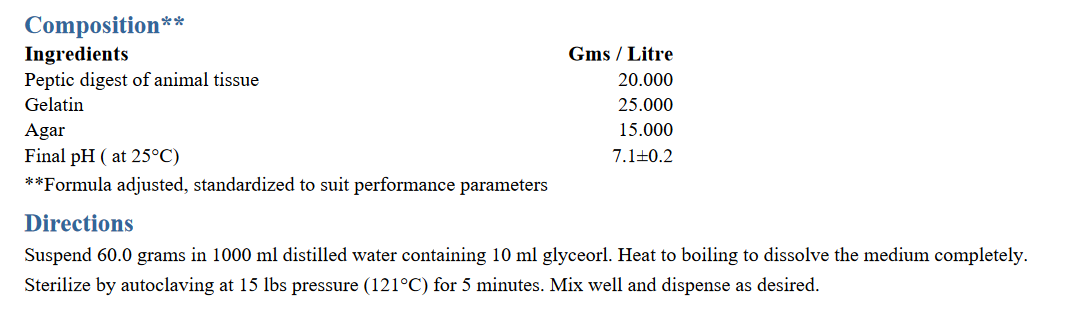 Composition**
Ingredients Gms / Litre
Peptic digest of animal tissue 20.000
Gelatin 25.000
Agar 15.000
Final pH ( at 25°C) 7.1±0.2
**Formula adjusted, standardized to suit performance parameters
Directions
Suspend 60.0 grams in 1000 ml distilled water containing 10 ml glyceorl. Heat to boiling to dissolve the medium completely.
Sterilize by autoclaving at 15 lbs pressure (121°C) for 5 minutes. Mix well and dispense as desired.